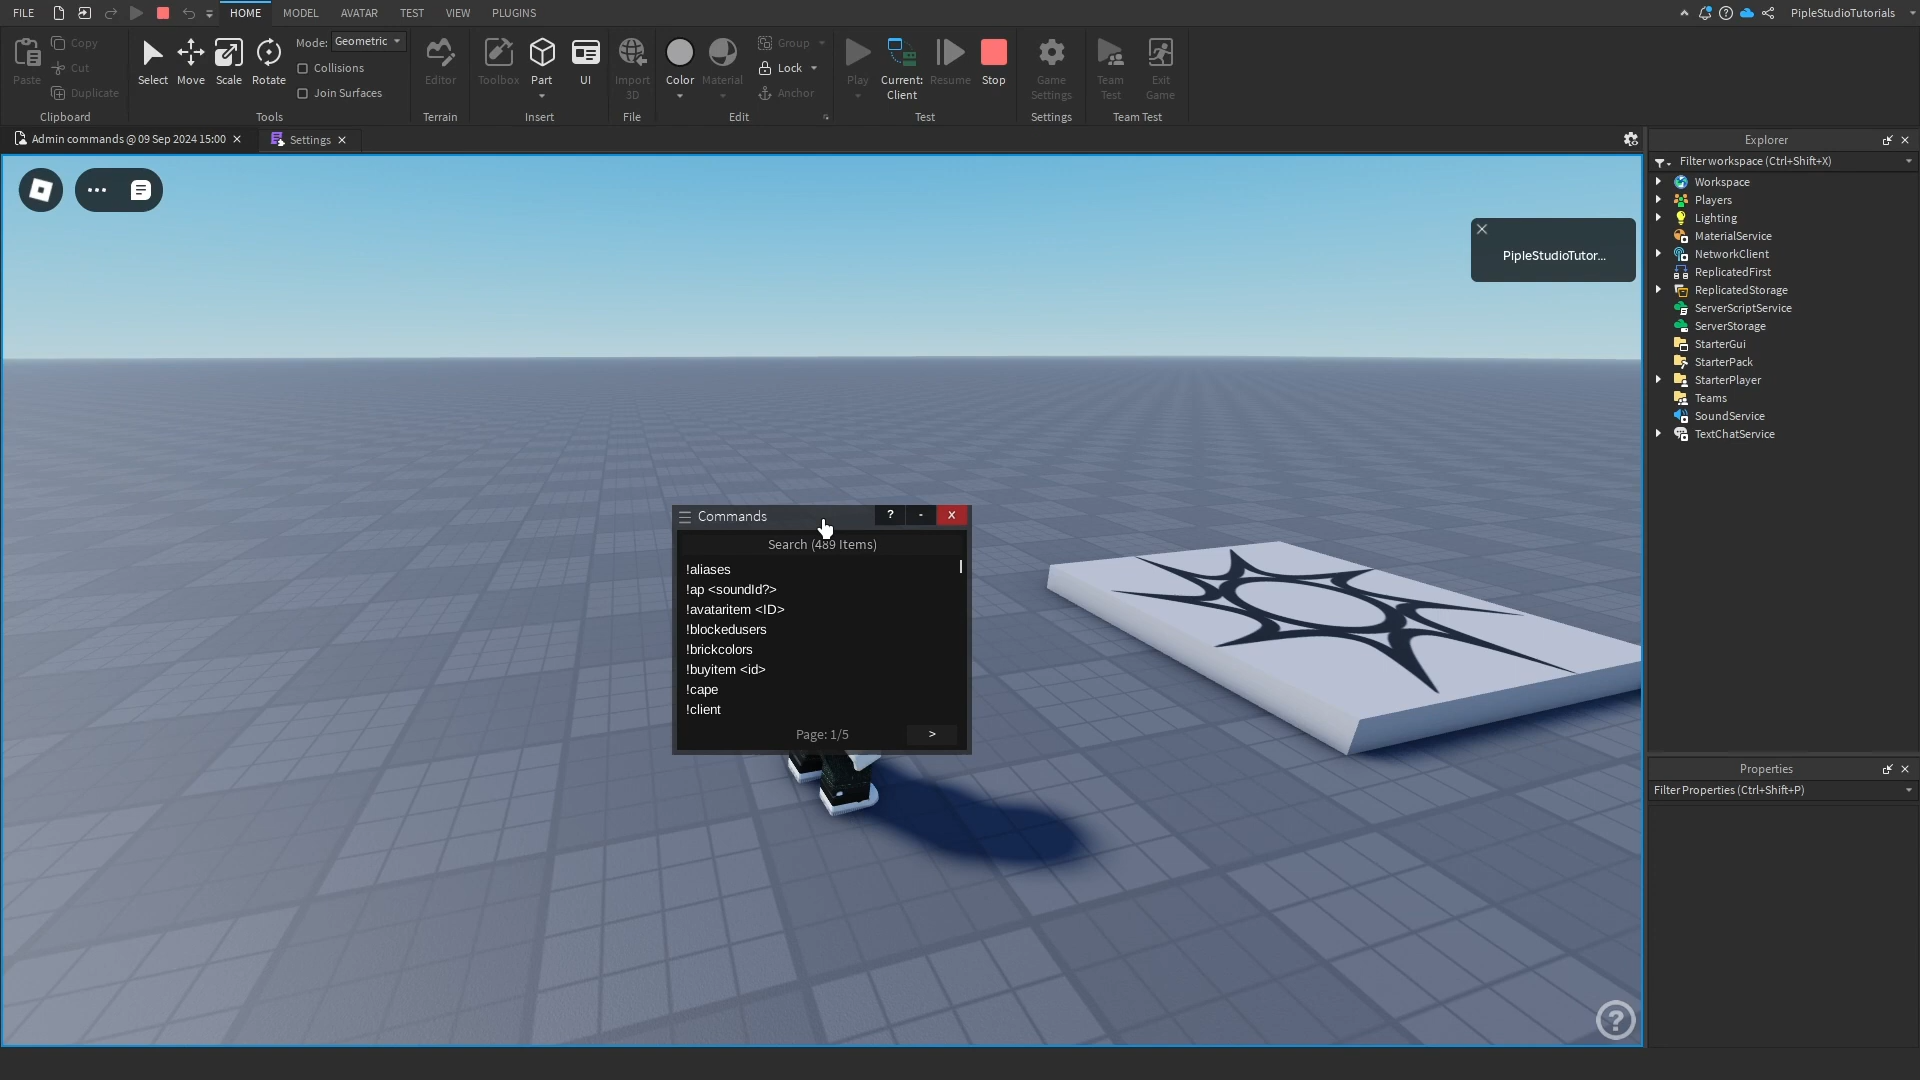 FILE HOME MODEL AVATAR TEST VIEW PLUGINS PipleStudioTutorials
Paste Copy Cut Duplicate
Clipboard
Select Move Scale Rotate
Mode: Geometric
Collisions
Join Surfaces
Tools
Editor
Terrain
Toolbox Part UI
Insert
Import 3D
File
Color Material Group Lock Anchor
Edit
Play Current: Client Resume Stop
Test
Game Settings
Settings
Team Test Exit Game
Team Test
Admin commands @ 09 Sep 2024 15:00
Settings
PipleStudioTutor...
Commands ? - X
Search (489 Items)
!aliases
!ap <soundId?>
!avataritem <ID>
!blockedusers
!brickcolors
!buyitem <id>
!cape
!client
Page: 1/5 >
?
Explorer
Filter workspace (Ctrl+Shift+X)
Workspace
Players
Lighting
MaterialService
NetworkClient
ReplicatedFirst
ReplicatedStorage
ServerScriptService
ServerStorage
StarterGui
StarterPack
StarterPlayer
Teams
SoundService
TextChatService
Properties
Filter Properties (Ctrl+Shift+P)